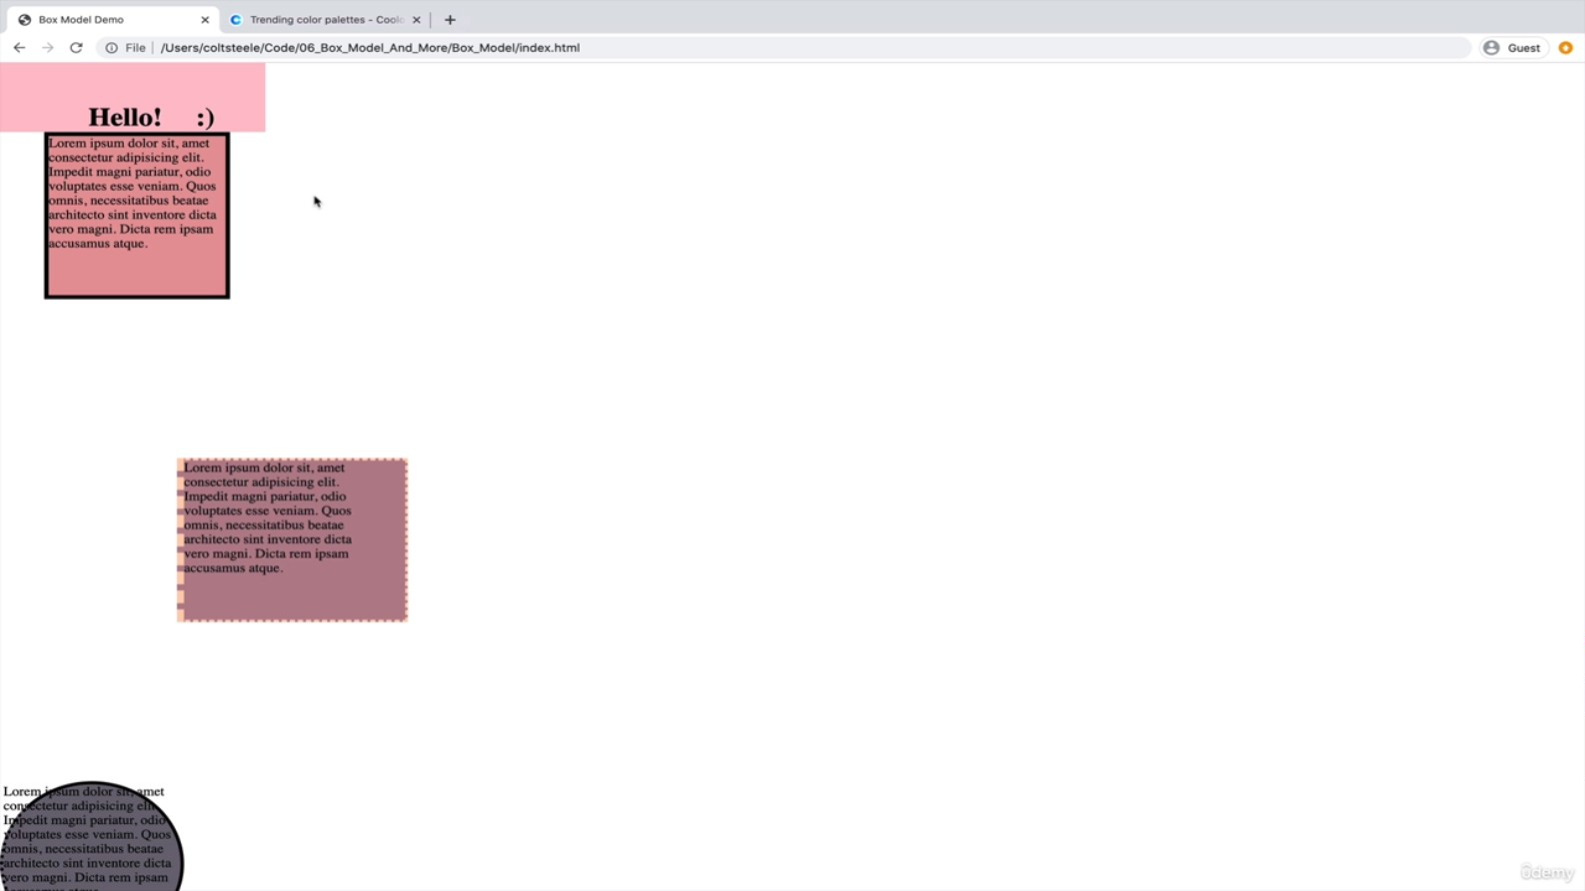 Box Model Demo
Trending color palettes - Coolo
File
/Users/coltsteele/Code/06_Box_Model_And_More/Box_Model/index.html
Guest
Hello! :)
Lorem ipsum dolor sit, amet
consectetur adipisicing elit.
Impedit magni pariatur, odio
voluptates esse veniam. Quos
omnis, necessitatibus beatae
architecto sint inventore dicta
vero magni. Dicta rem ipsam
accusamus atque.
Lorem ipsum dolor sit, amet
consectetur adipisicing elit.
Impedit magni pariatur, odio
voluptates esse veniam. Quos
omnis, necessitatibus beatae
architecto sint inventore dicta
vero magni. Dicta rem ipsam
accusamus atque.
Lorem ipsum dolor sit, amet
consectetur adipisicing elit.
Impedit magni pariatur, odio
voluptates esse veniam. Quos
omnis, necessitatibus beatae
architecto sint inventore dicta
vero magni. Dicta rem ipsam
udemy